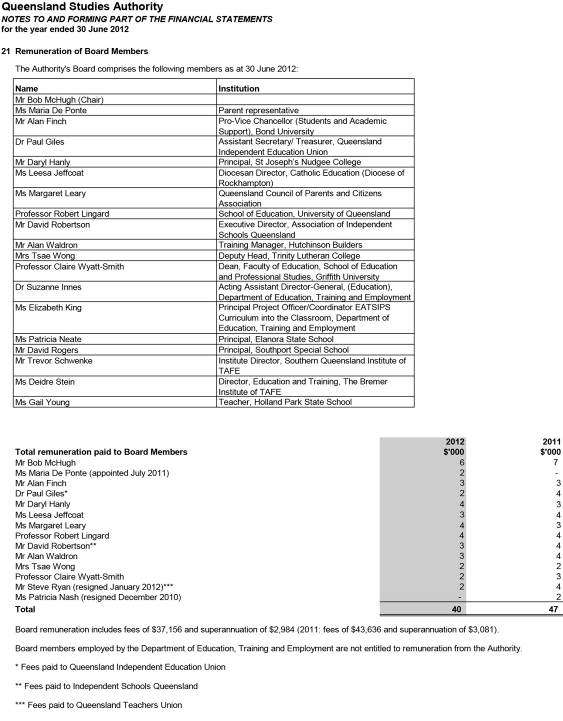 Queensland Studies Authority
NOTES TO AND FORMING PART OF THE FINANCIAL STATEMENTS
for the year ended 30 June 2012
21 Remuneration of Board Members
The Authority's Board comprises the following members as at 30 June 2012:
Name Institution
Mr Bob McHugh (Chair)
Ms Maria De Ponte Parent representative
Mr Alan Finch Pro-Vice Chancellor (Students and Academic
Support), Bond University
Dr Paul Giles Assistant Secretary/ Treasurer, Queensland
Independent Education Union
Mr Daryl Hanly Principal, St Joseph's Nudgee College
Ms Leesa Jeffcoat Diocesan Director, Catholic Education (Diocese of
Rockhampton)
Ms Margaret Leary Queensland Council of Parents and Citizens
Association
Professor Robert Lingard School of Education, University of Queensland
Mr David Robertson Executive Director, Association of Independent
Schools Queensland
Mr Alan Waldron Training Manager, Hutchinson Builders
Mrs Tsae Wong Deputy Head, Trinity Lutheran College
Professor Claire Wyatt-Smith Dean, Faculty of Education, School of Education
and Professional Studies, Griffith University
Dr Suzanne Innes Acting Assistant Director-General, (Education),
Department of Education, Training and Employment
Ms Elizabeth King Principal Project Officer/Coordinator EATSIPS
Curriculum into the Classroom, Department of
Education, Training and Employment
Ms Patricia Neate Principal, Elanora State School
Mr David Rogers Principal, Southport Special School
Mr Trevor Schwenke Institute Director, Southern Queensland Institute of
TAFE
Ms Deidre Stein Director, Education and Training, The Bremer
Institute of TAFE
Ms Gail Young Teacher, Holland Park State School
2012 2011
Total remuneration paid to Board Members $'000 $'000
Mr Bob McHugh 6 7
Ms Maria De Ponte (appointed July 2011) 2 -
Mr Alan Finch 3 3
Dr Paul Giles* 2 4
Mr Daryl Hanly 4 3
Ms Leesa Jeffcoat 3 4
Ms Margaret Leary 4 3
Professor Robert Lingard 4 4
Mr David Robertson** 3 4
Mr Alan Waldron 3 4
Mrs Tsae Wong 2 2
Professor Claire Wyatt-Smith 2 3
Mr Steve Ryan (resigned January 2012)*** 2 4
Ms Patricia Nash (resigned December 2010) - 2
Total 40 47
Board remuneration includes fees of $37,156 and superannuation of $2,984 (2011: fees of $43,636 and superannuation of $3,081).
Board members employed by the Department of Education, Training and Employment are not entitled to remuneration from the Authority.
* Fees paid to Queensland Independent Education Union
** Fees paid to Independent Schools Queensland
*** Fees paid to Queensland Teachers Union